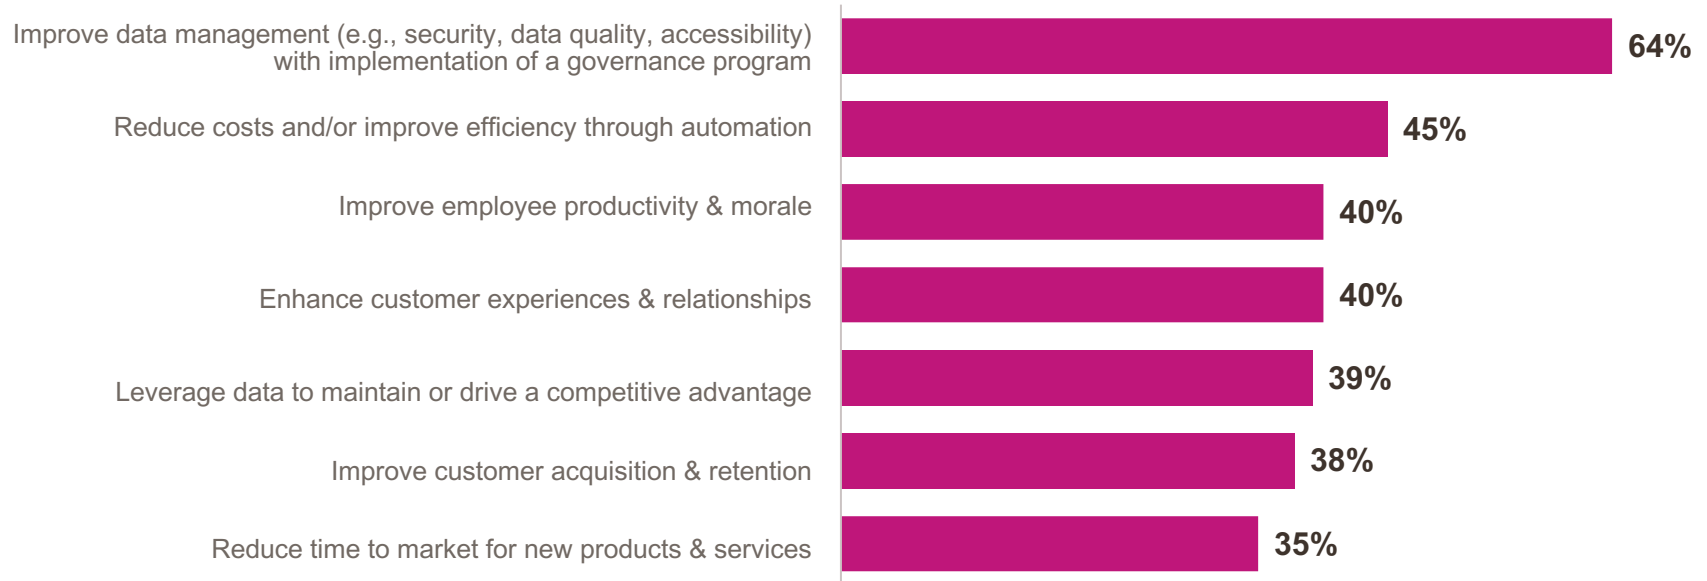 Improve data management (e.g., security, data quality, accessibility)
with implementation of a governance program
64%
Reduce costs and/or improve efficiency through automation
45%
Improve employee productivity & morale
40%
Enhance customer experiences & relationships
40%
Leverage data to maintain or drive a competitive advantage
39%
Improve customer acquisition & retention
38%
Reduce time to market for new products & services
35%